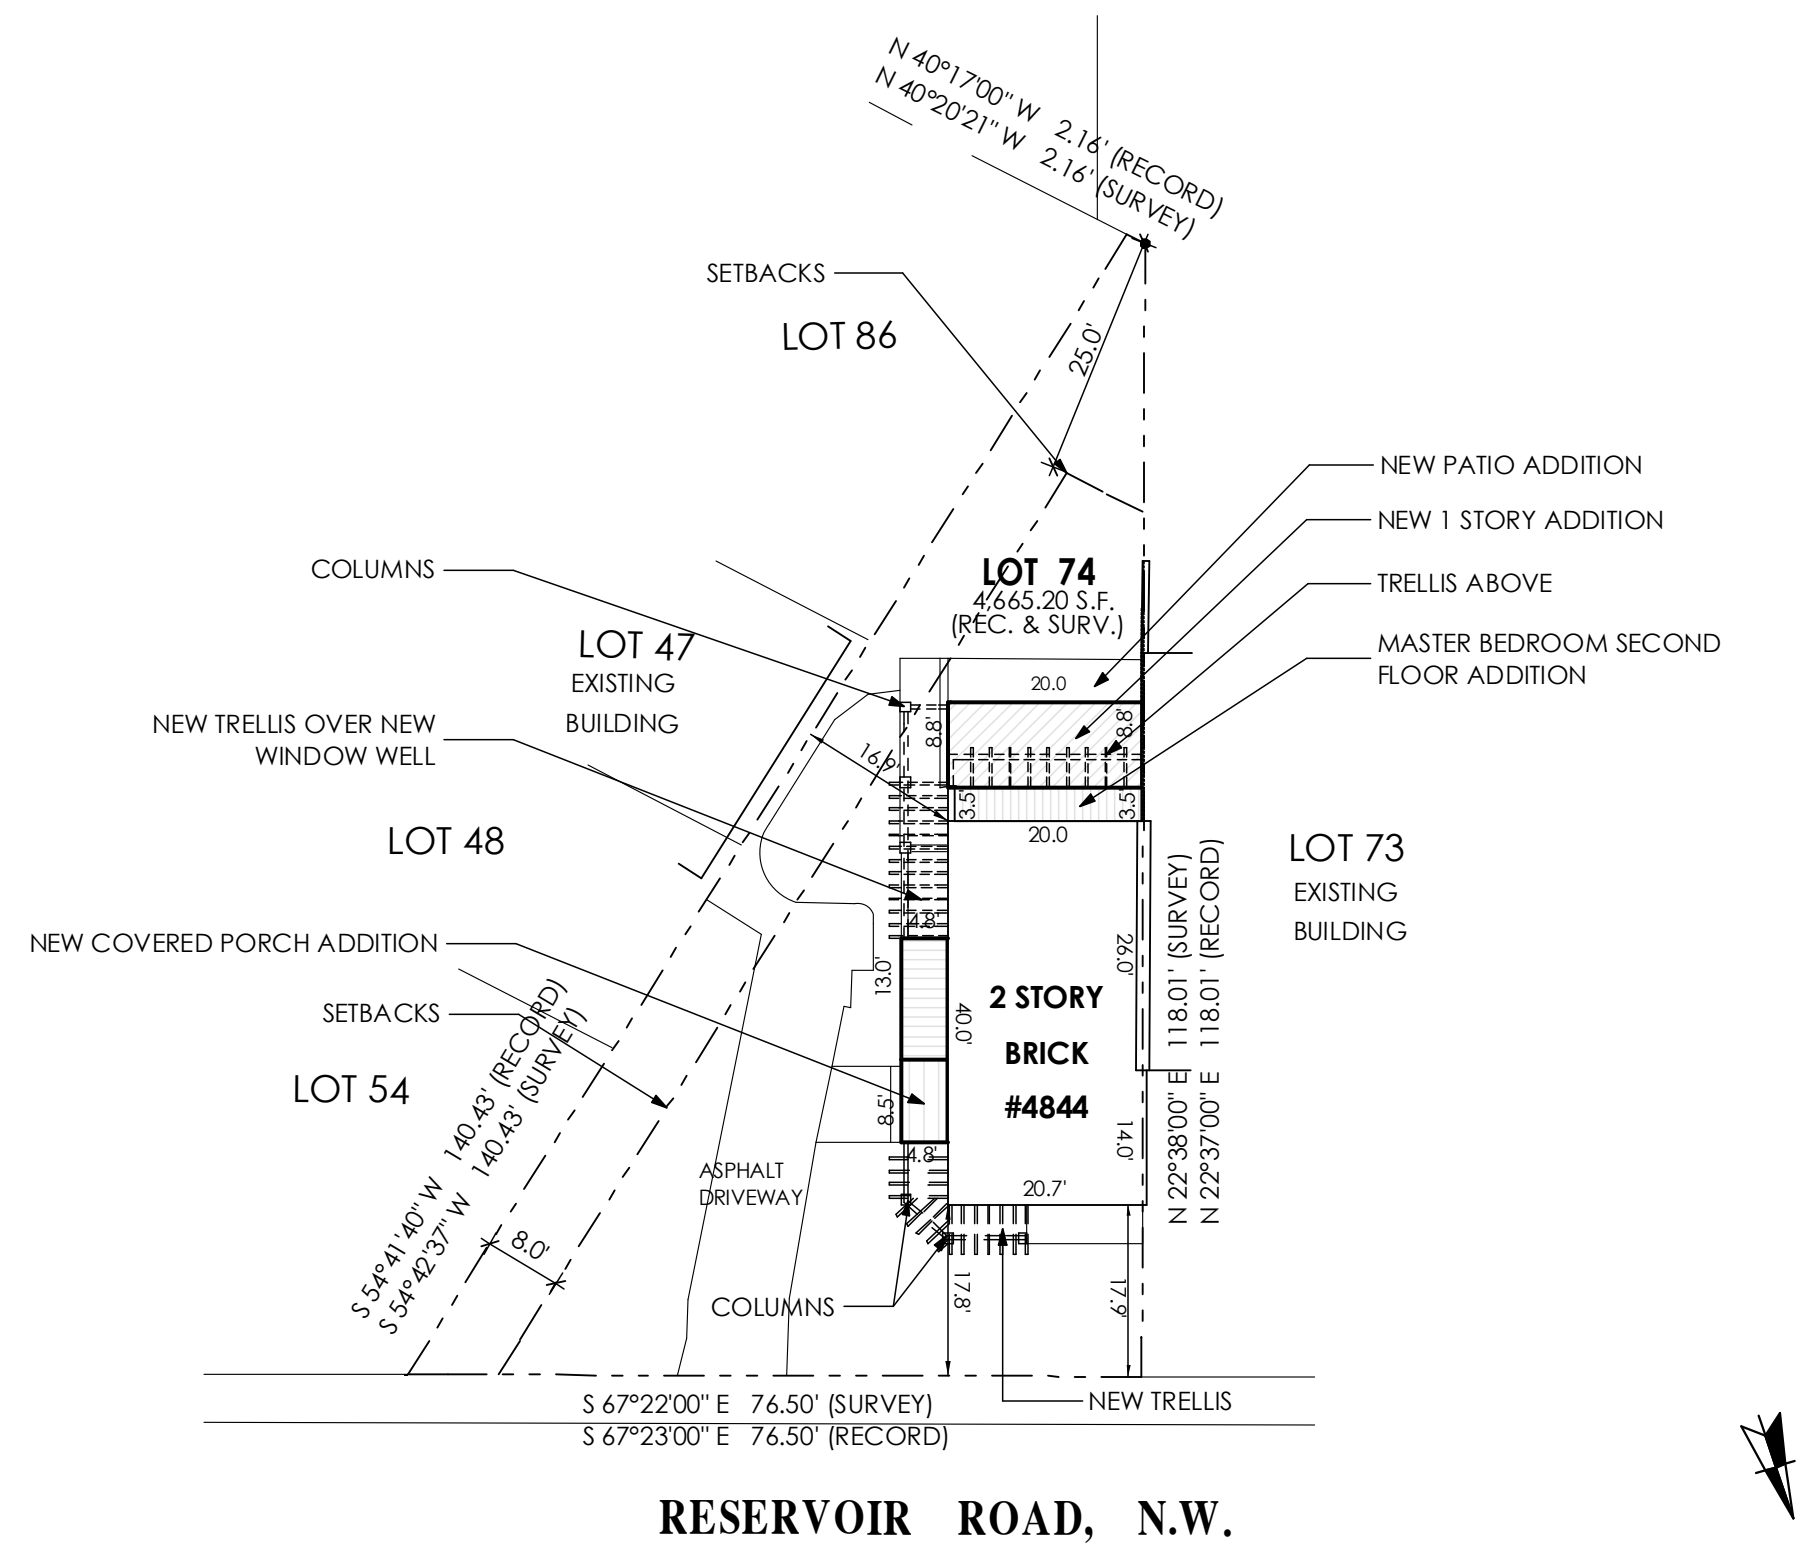 N 40°17'00" W 2.16' (RECORD)
N 40°20'21" W 2.16' (SURVEY)
SETBACKS
LOT 86
25.0'
NEW PATIO ADDITION
NEW 1 STORY ADDITION
TRELLIS ABOVE
MASTER BEDROOM SECOND
FLOOR ADDITION
COLUMNS
LOT 74
4,665.20 S.F.
(REC. & SURV.)
LOT 47
EXISTING
BUILDING
NEW TRELLIS OVER NEW
WINDOW WELL
20.0
8.8'
8.8'
16.9'
3.5'
3.5'
20.0
LOT 48
LOT 73
EXISTING
BUILDING
4.8'
NEW COVERED PORCH ADDITION
13.0'
26.0'
40.0'
2 STORY
BRICK
#4844
N 22°38'00" E 118.01' (SURVEY)
N 22°37'00" E 118.01' (RECORD)
SETBACKS
LOT 54
S 54°41'40" W 140.43' (RECORD)
S 54°42'37" W 140.43' (SURVEY)
8.5'
14.0'
4.8'
ASPHALT
DRIVEWAY
20.7'
8.0'
COLUMNS
17.8'
17.9'
NEW TRELLIS
S 67°22'00" E 76.50' (SURVEY)
S 67°23'00" E 76.50' (RECORD)
RESERVOIR ROAD, N.W.